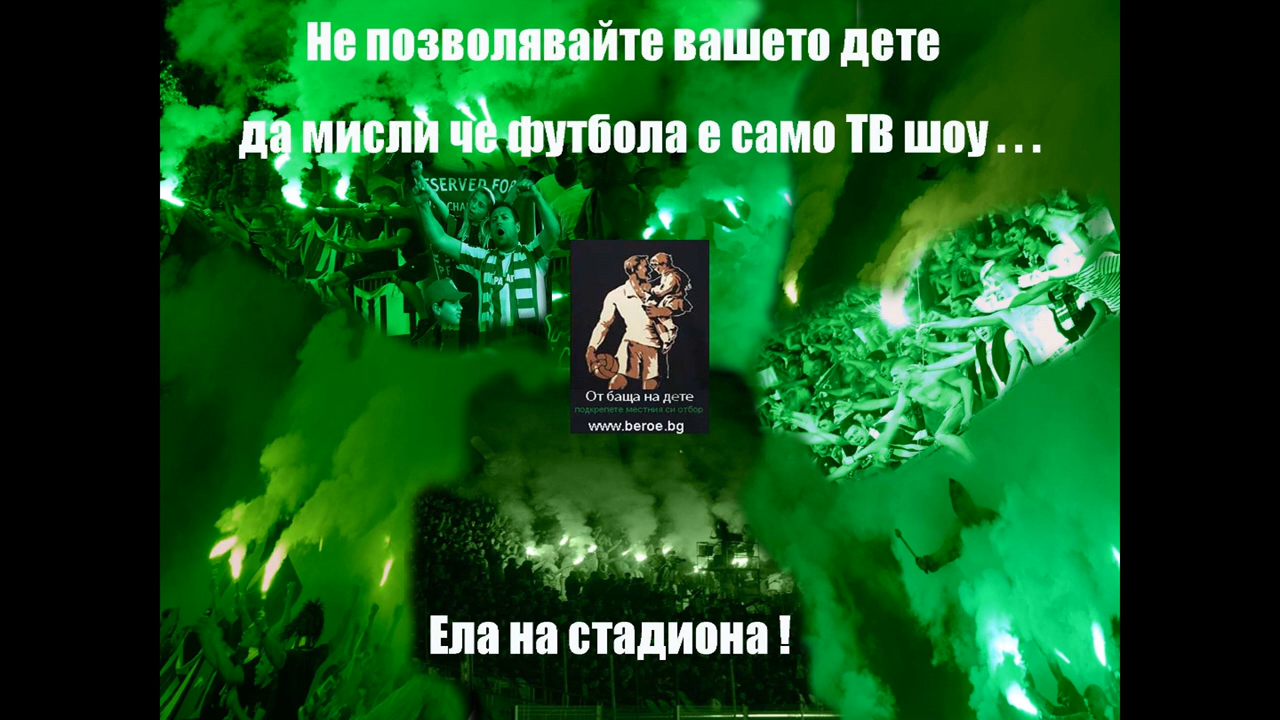 Не позволявайте вашето дете
да мисли че футбола е само ТВ шоу . . .
От баща на дете
подкрепете местния си отбор
www.beroe.bg
Ела на стадиона !